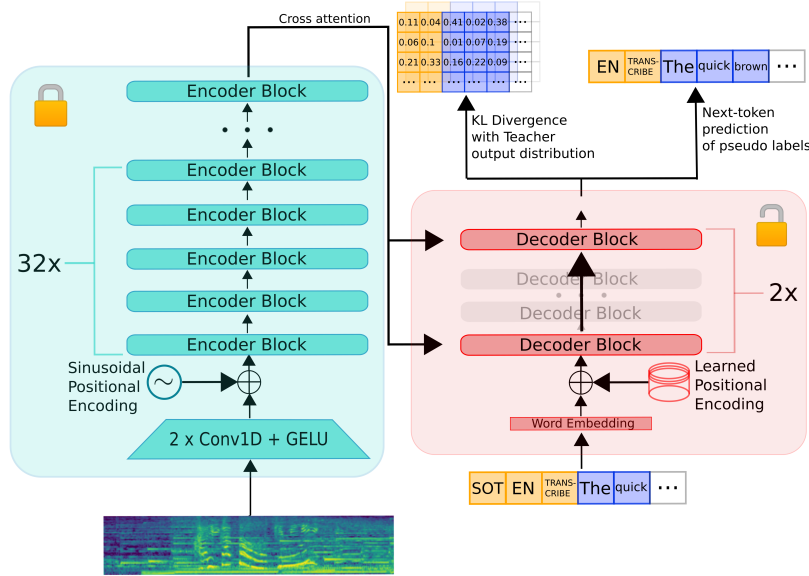 Cross attention
0.11 0.04 0.41 0.02 0.38 ...
0.06 0.1 0.01 0.07 0.19 ...
0.21 0.33 0.16 0.22 0.09 ...
... ... ... ... ... ...
EN TRANS-
CRIBE The quick brown ...
KL Divergence
with Teacher
output distribution
Next-token
prediction
of pseudo labels
Encoder Block
. . .
Encoder Block
Encoder Block
Encoder Block
Encoder Block
Encoder Block
32x
Sinusoidal
Positional
Encoding
~
2 x Conv1D + GELU
Decoder Block
Decoder Block
. . .
Decoder Block
Decoder Block
2x
Learned
Positional
Encoding
Word Embedding
SOT EN TRANS-
CRIBE The quick ...